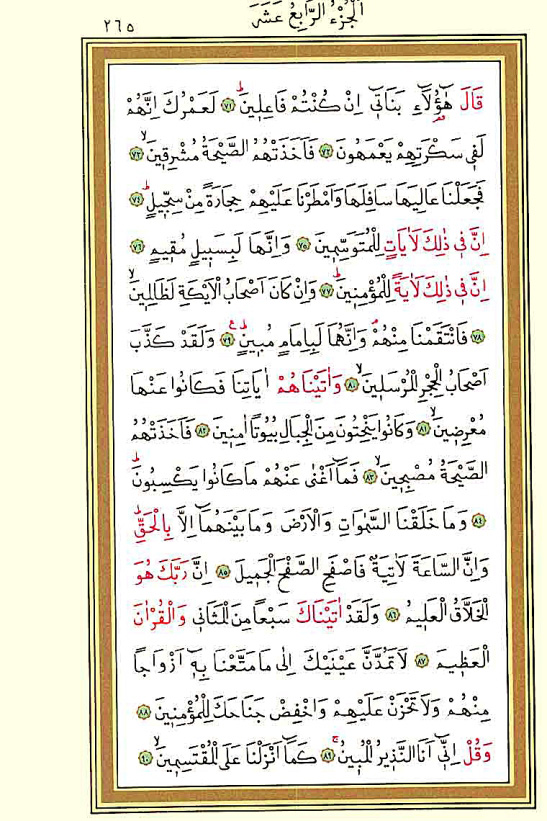 اَلْجُزْءُ الرَّابِعُ عَشَرَ
٢٦٥
قَالَ هٰٓؤُ۬لَٓاءِ بَنَات۪ٓي اِنْ كُنْتُمْ فَاعِل۪ينَۜ ﴿٧١﴾ لَعَمْرُكَ اِنَّهُمْ
لَف۪ي سَكْرَتِهِمْ يَعْمَهُونَ ﴿٧٢﴾ فَاَخَذَتْهُمُ الصَّيْحَةُ مُشْرِق۪ينَۙ ﴿٧٣﴾
فَجَعَلْنَا عَالِيَهَا سَافِلَهَا وَاَمْطَرْنَا عَلَيْهِمْ حِجَارَةً مِنْ سِجّ۪يلٍۜ ﴿٧٤﴾
اِنَّ ف۪ي ذٰلِكَ لَاٰيَاتٍ لِلْمُتَوَسِّم۪ينَ ﴿٧٥﴾ وَاِنَّهَا لَبِسَب۪يلٍ مُق۪يمٍ ﴿٧٦﴾
اِنَّ ف۪ي ذٰلِكَ لَاٰيَةً لِلْمُؤْمِن۪ينَۜ ﴿٧٧﴾ وَاِنْ كَانَ اَصْحَابُ الْاَيْكَةِ لَظَالِم۪ينَۙ
﴿٧٨﴾ فَانْتَقَمْنَا مِنْهُمْۢ وَاِنَّهُمَا لَبِاِمَامٍ مُب۪ينٍۜ۟ ﴿٧٩﴾ وَلَقَدْ كَذَّبَ
اَصْحَابُ الْحِجْرِ الْمُرْسَل۪ينَۙ ﴿٨٠﴾ وَاٰتَيْنَاهُمْ اٰيَاتِنَا فَكَانُوا عَنْهَا
مُعْرِض۪ينَۙ ﴿٨١﴾ وَكَانُوا يَنْحِتُونَ مِنَ الْجِبَالِ بُيُوتًا اٰمِن۪ينَ ﴿٨٢﴾ فَاَخَذَتْهُمُ
الصَّيْحَةُ مُصْبِح۪ينَۙ ﴿٨٣﴾ فَمَٓا اَغْنٰى عَنْهُمْ مَا كَانُوا يَكْسِبُونَۜ
﴿٨٤﴾ وَمَا خَلَقْنَا السَّمٰوَاتِ وَالْاَرْضَ وَمَا بَيْنَهُمَٓا اِلَّا بِالْحَقِّۜ
وَاِنَّ السَّاعَةَ لَاٰتِيَةٌ فَاصْفَحِ الصَّفْحَ الْجَم۪يلَ ﴿٨٥﴾ اِنَّ رَبَّكَ هُوَ
الْخَلَّاقُ الْعَل۪يمُ ﴿٨٦﴾ وَلَقَدْ اٰتَيْنَاكَ سَبْعًا مِنَ الْمَثَان۪ي وَالْقُرْاٰنَ
الْعَظ۪يمَ ﴿٨٧﴾ لَا تَمُدَّنَّ عَيْنَيْكَ اِلٰى مَا مَتَّعْنَا بِه۪ٓ اَزْوَاجًا
مِنْهُمْ وَلَا تَحْزَنْ عَلَيْهِمْ وَاخْفِضْ جَنَاحَكَ لِلْمُؤْمِن۪ينَ ﴿٨٨﴾
وَقُلْ اِنّ۪ٓي اَنَا النَّذ۪يرُ الْمُب۪ينُۚ ﴿٨٩﴾ كَمَٓا اَنْزَلْنَا عَلَى الْمُقْتَسِم۪ينَۙ ﴿٩٠﴾